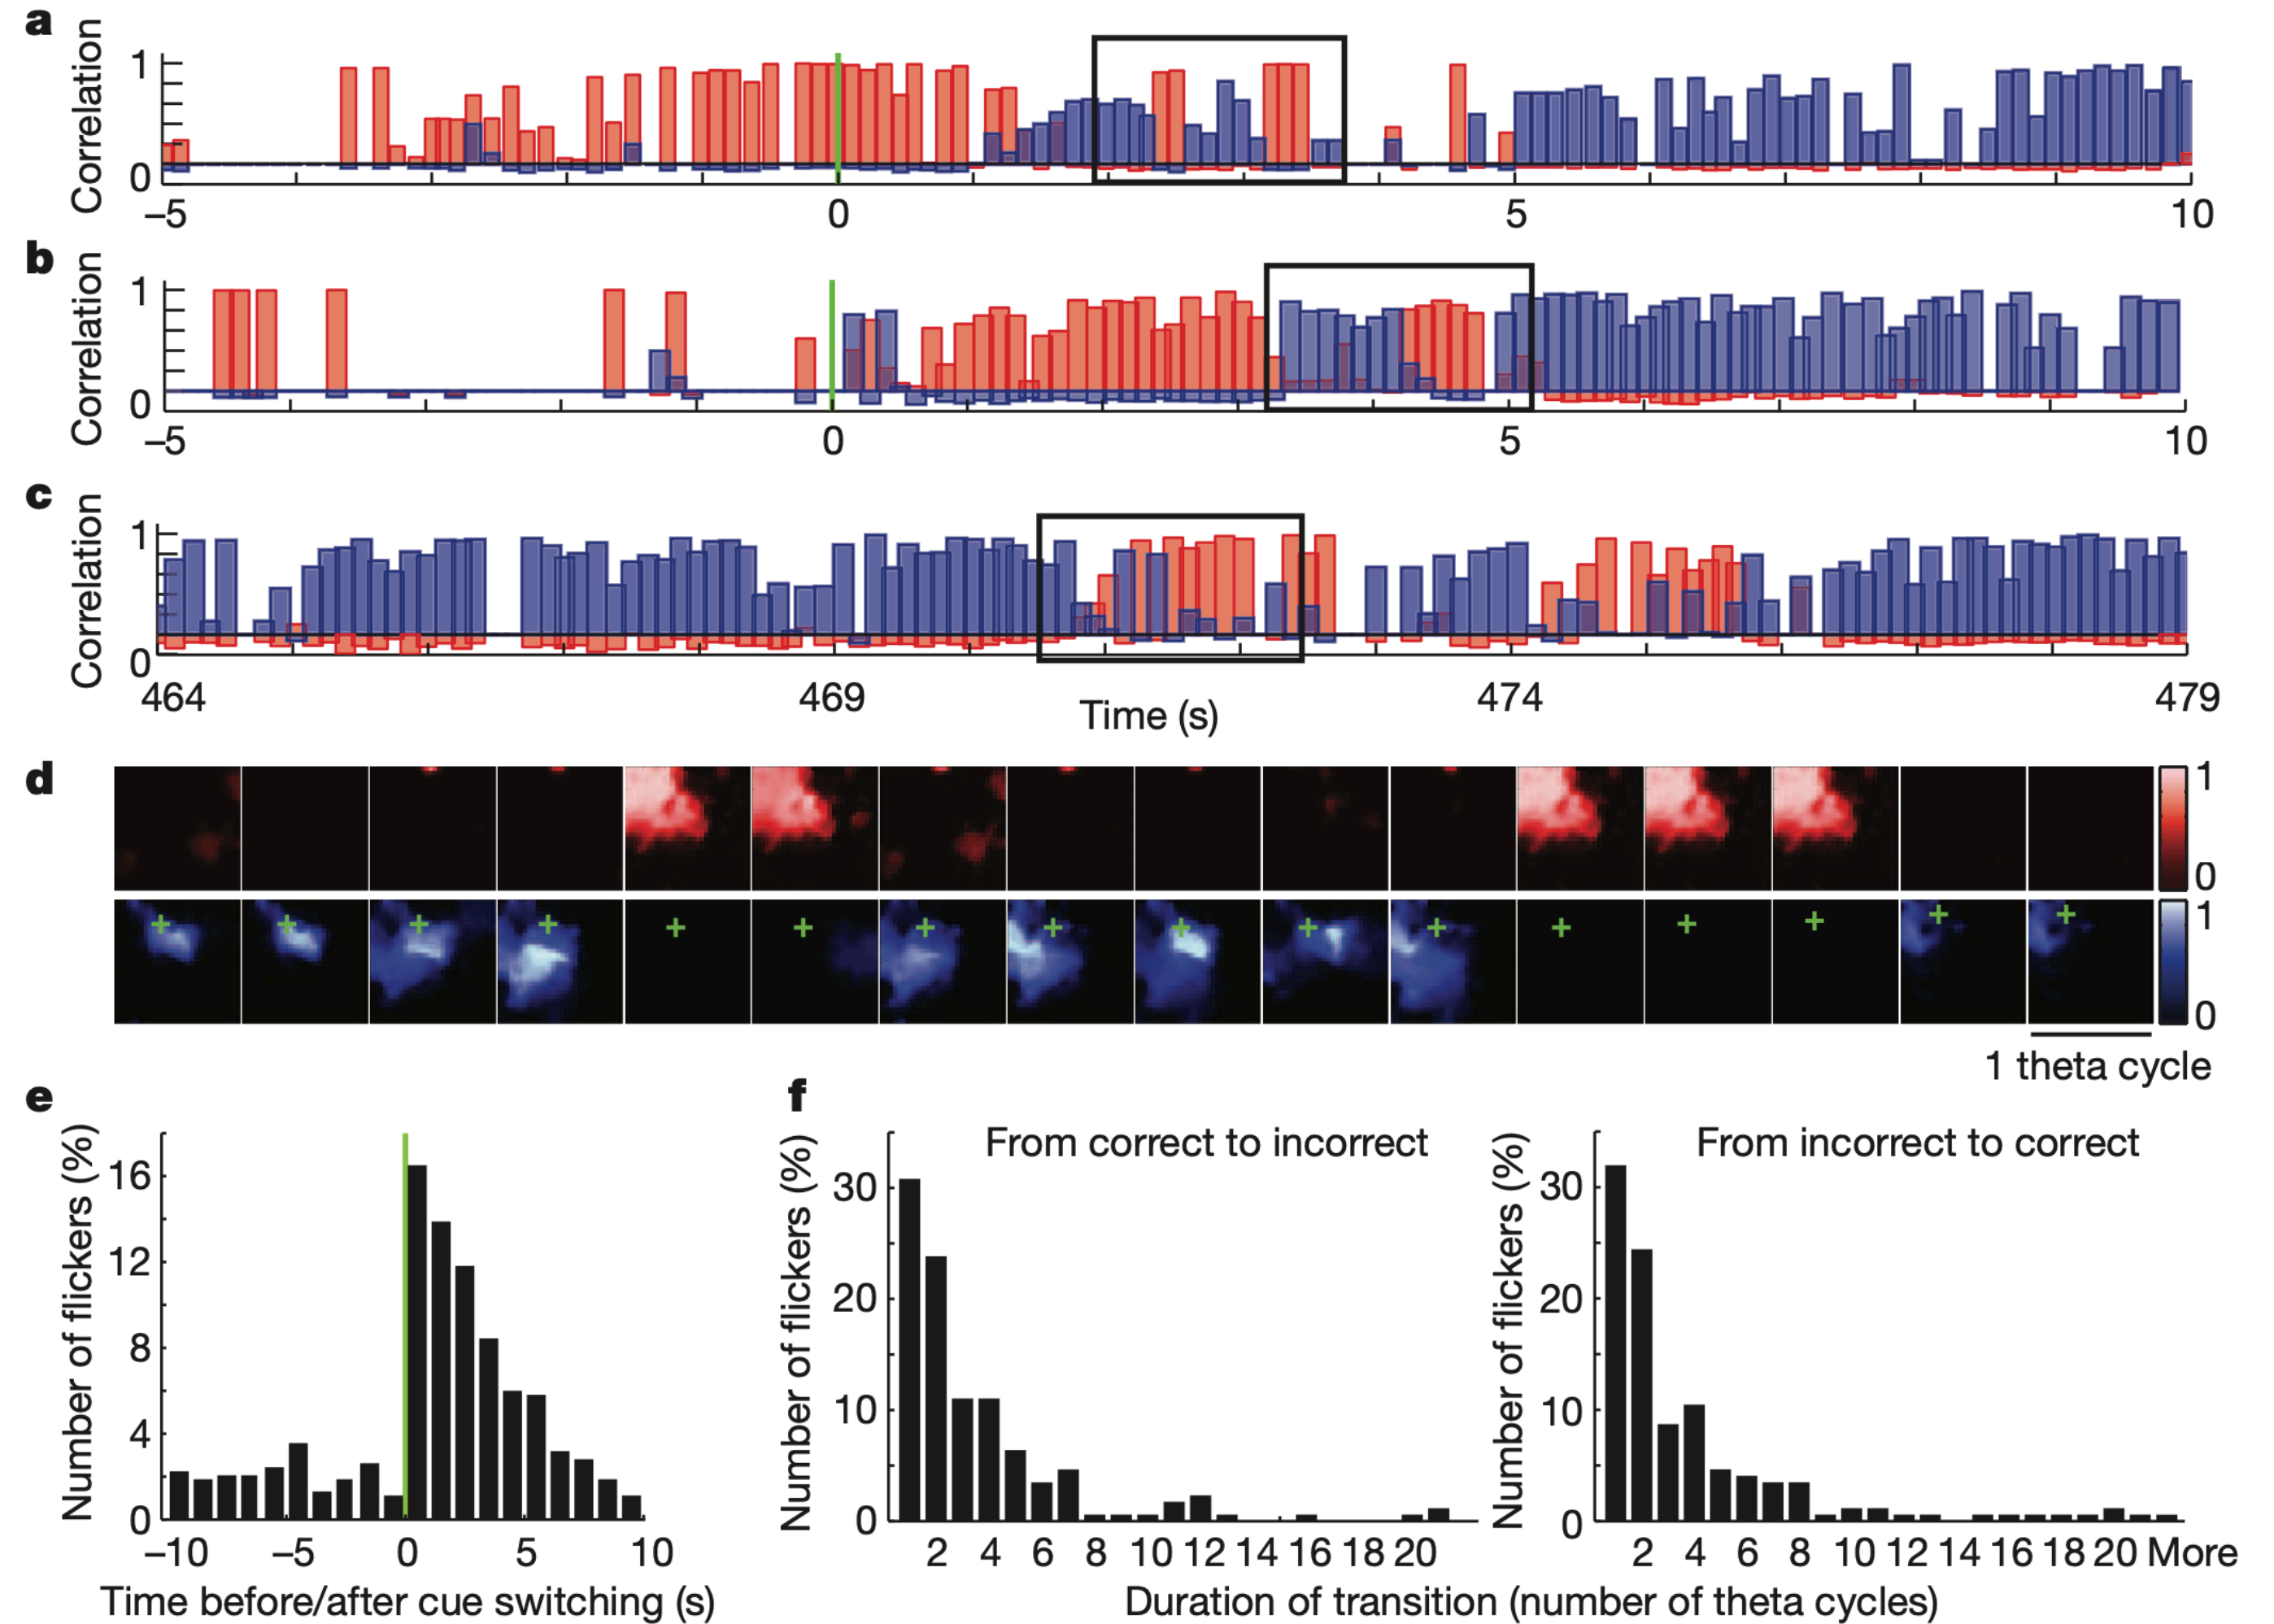 a
Correlation
1
0
–5 0 5 10
b
Correlation
1
0
–5 0 5 10
c
Correlation
1
0
464 469 474 479
Time (s)
d
1
0
1
0
1 theta cycle
e
Number of flickers (%)
16
12
8
4
0
–10 –5 0 5 10
Time before/after cue switching (s)
f
From correct to incorrect
Number of flickers (%)
30
20
10
0
2 4 6 8 10 12 14 16 18 20
From incorrect to correct
Number of flickers (%)
30
20
10
0
2 4 6 8 10 12 14 16 18 20 More
Duration of transition (number of theta cycles)